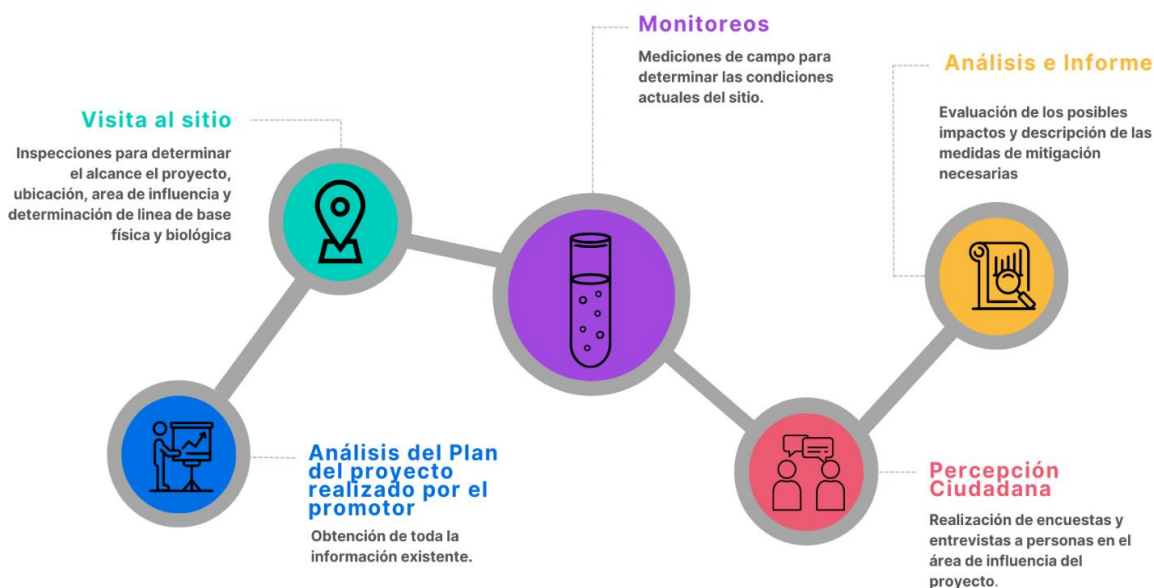 Monitoreos
Mediciones de campo para
determinar las condiciones
actuales del sitio.
Análisis e Informe
Evaluación de los posibles
impactos y descripción de las
medidas de mitigación
necesarias
Visita al sitio
Inspecciones para determinar
el alcance el proyecto,
ubicación, area de influencia y
determinación de linea de base
física y biológica
Análisis del Plan
del proyecto
realizado por el
promotor
Obtención de toda la
información existente.
Percepción
Ciudadana
Realización de encuestas y
entrevistas a personas en el
área de influencia del
proyecto.